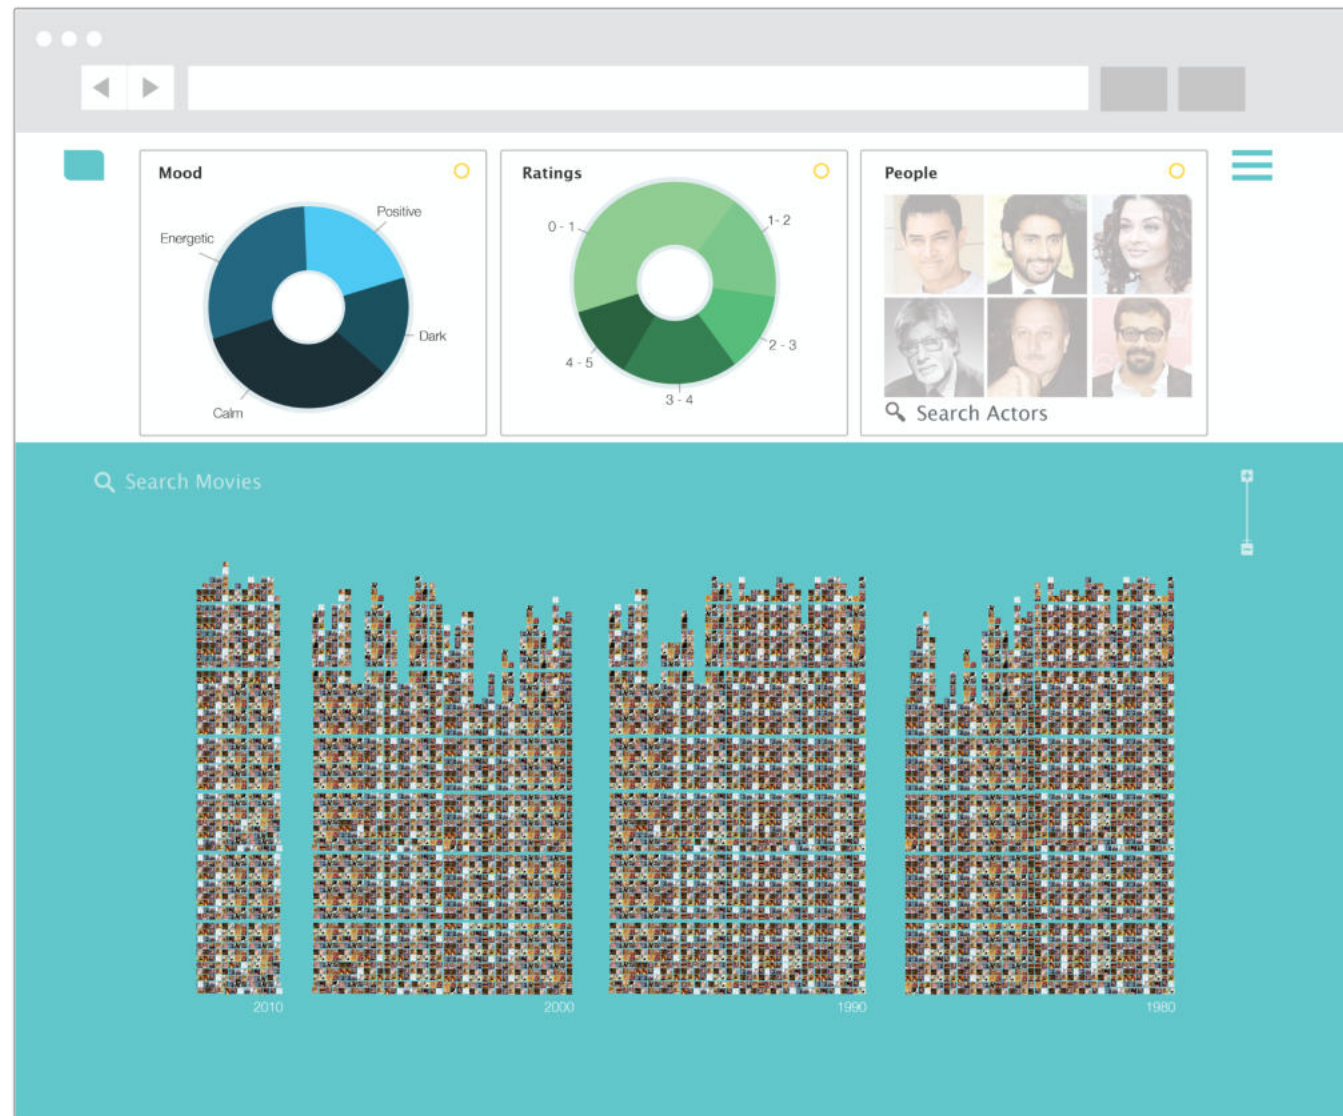 Mood
Positive
Energetic
Dark
Calm
Ratings
0 - 1
1 - 2
2 - 3
4 - 5
3 - 4
People
Search Actors
Search Movies
2010
2000
1990
1980